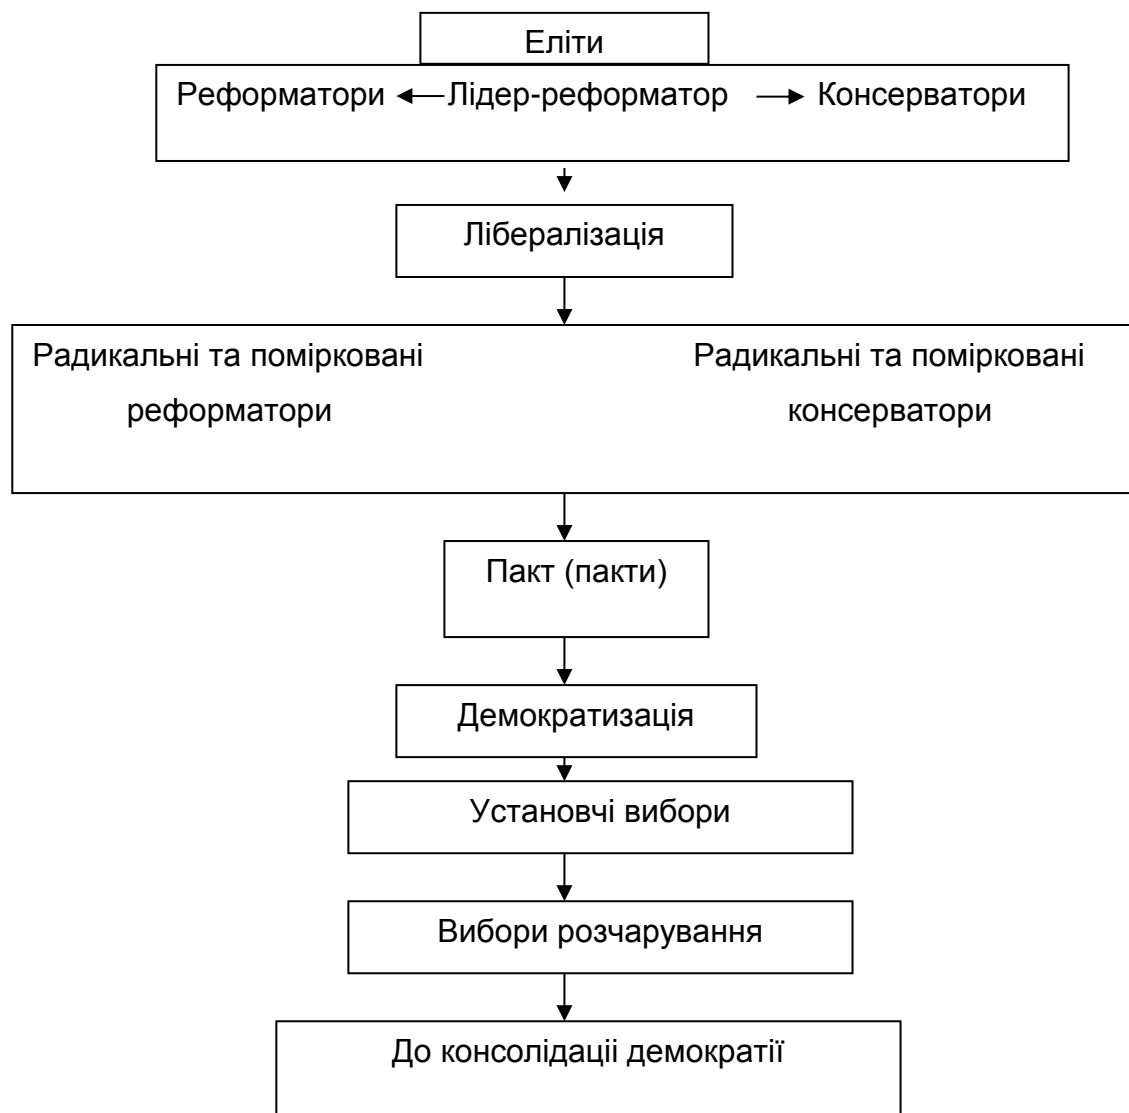 Еліти
Реформатори Лідер-реформатор Консерватори
Лібералізація
Радикальні та помірковані
реформатори
Радикальні та помірковані
консерватори
Пакт (пакти)
Демократизація
Установчі вибори
Вибори розчарування
До консолідаціі демократії